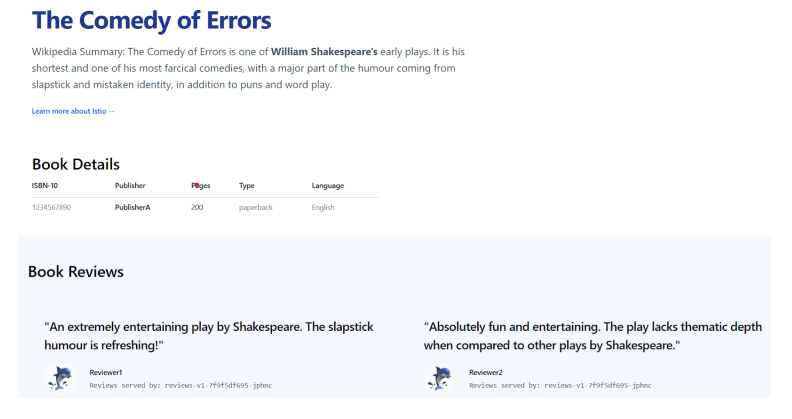 The Comedy of Errors
Wikipedia Summary: The Comedy of Errors is one of William Shakespeare's early plays. It is his
shortest and one of his most farcical comedies, with a major part of the humour coming from
slapstick and mistaken identity, in addition to puns and word play.
Learn more about Istio →
Book Details
ISBN-10 Publisher Pages Type Language
1234567890 PublisherA 200 paperback English
Book Reviews
"An extremely entertaining play by Shakespeare. The slapstick
humour is refreshing!"
Reviewer1
Reviews served by: reviews-v1-7f9f5df695-jphnc
"Absolutely fun and entertaining. The play lacks thematic depth
when compared to other plays by Shakespeare."
Reviewer2
Reviews served by: reviews-v1-7f9f5df695-jphnc